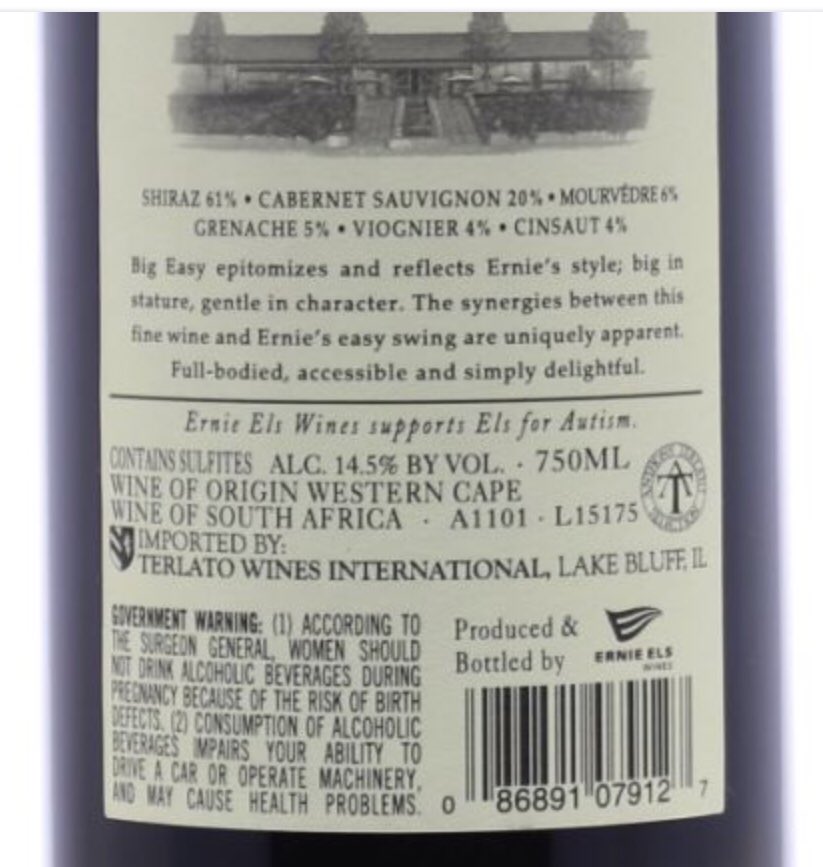 SHIRAZ 61% • CABERNET SAUVIGNON 20% • MOURVÉDRE 6%
GRENACHE 5% • VIOGNIER 4% • CINSAUT 4%
Big Easy epitomizes and reflects Ernie's style; big in
stature, gentle in character. The synergies between this
fine wine and Ernie's easy swing are uniquely apparent.
Full-bodied, accessible and simply delightful.
Ernie Els Wines supports Els for Autism.
CONTAINS SULFITES ALC. 14.5% BY VOL. · 750ML
WINE OF ORIGIN WESTERN CAPE
WINE OF SOUTH AFRICA · A1101 · L15175
IMPORTED BY:
TERLATO WINES INTERNATIONAL, LAKE BLUFF, IL
GOVERNMENT WARNING: (1) ACCORDING TO
THE SURGEON GENERAL, WOMEN SHOULD
NOT DRINK ALCOHOLIC BEVERAGES DURING
PREGNANCY BECAUSE OF THE RISK OF BIRTH
DEFECTS. (2) CONSUMPTION OF ALCOHOLIC
BEVERAGES IMPAIRS YOUR ABILITY TO
DRIVE A CAR OR OPERATE MACHINERY,
AND MAY CAUSE HEALTH PROBLEMS.
Produced &
Bottled by
ERNIE ELS
WINES
0 86891 07912 7